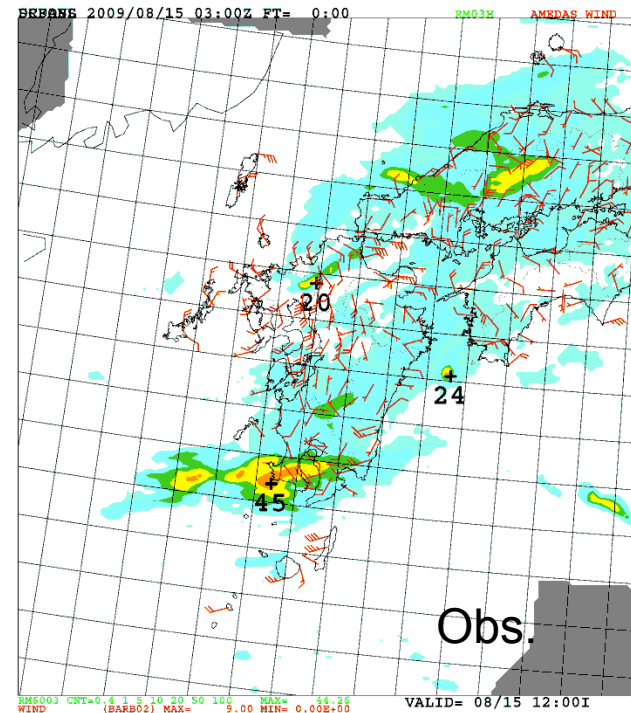 2009/08/15 03:00Z FT= 0:00 RM03H AMEDAS WIND
20
24
45
Obs.
RM6003 CNT=0.4 1 5 10 20 50 100 MAX= 44.26
WIND (BARB02) MAX= 9.00 MIN= 0.00E+00
VALID= 08/15 12:00I